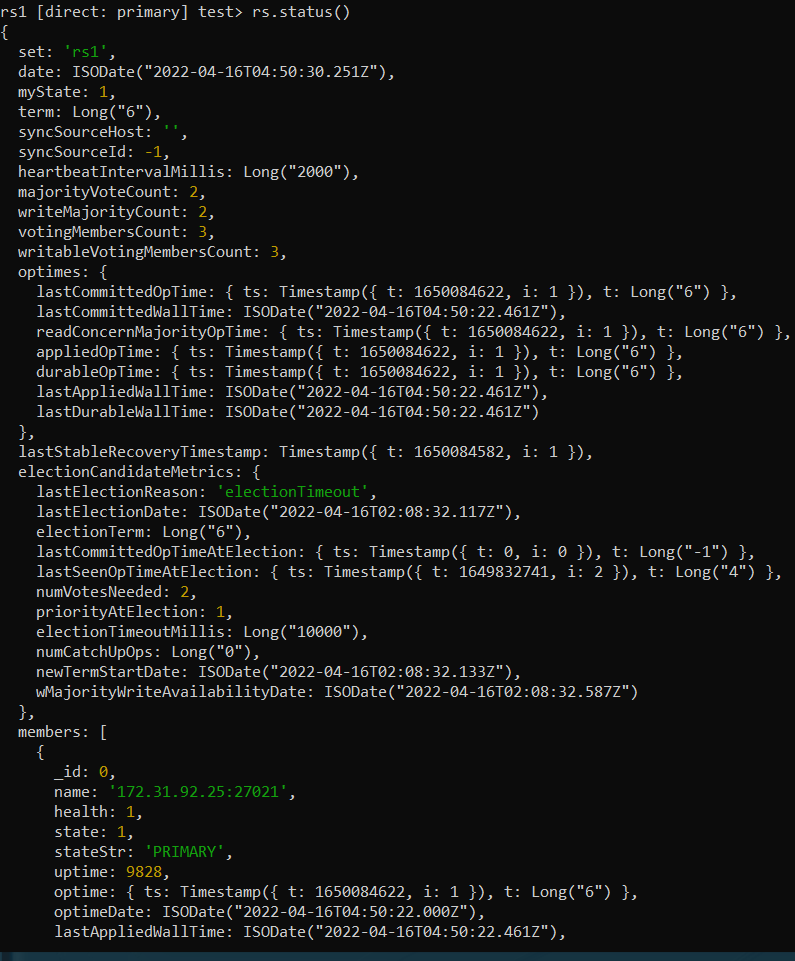 rs1 [direct: primary] test> rs.status()
{
  set: 'rs1',
  date: ISODate("2022-04-16T04:50:30.251Z"),
  myState: 1,
  term: Long("6"),
  syncSourceHost: '',
  syncSourceId: -1,
  heartbeatIntervalMillis: Long("2000"),
  majorityVoteCount: 2,
  writeMajorityCount: 2,
  votingMembersCount: 3,
  writableVotingMembersCount: 3,
  optimes: {
    lastCommittedOpTime: { ts: Timestamp({ t: 1650084622, i: 1 }), t: Long("6") },
    lastCommittedWallTime: ISODate("2022-04-16T04:50:22.461Z"),
    readConcernMajorityOpTime: { ts: Timestamp({ t: 1650084622, i: 1 }), t: Long("6") },
    appliedOpTime: { ts: Timestamp({ t: 1650084622, i: 1 }), t: Long("6") },
    durableOpTime: { ts: Timestamp({ t: 1650084622, i: 1 }), t: Long("6") },
    lastAppliedWallTime: ISODate("2022-04-16T04:50:22.461Z"),
    lastDurableWallTime: ISODate("2022-04-16T04:50:22.461Z")
  },
  lastStableRecoveryTimestamp: Timestamp({ t: 1650084582, i: 1 }),
  electionCandidateMetrics: {
    lastElectionReason: 'electionTimeout',
    lastElectionDate: ISODate("2022-04-16T02:08:32.117Z"),
    electionTerm: Long("6"),
    lastCommittedOpTimeAtElection: { ts: Timestamp({ t: 0, i: 0 }), t: Long("-1") },
    lastSeenOpTimeAtElection: { ts: Timestamp({ t: 1649832741, i: 2 }), t: Long("4") },
    numVotesNeeded: 2,
    priorityAtElection: 1,
    electionTimeoutMillis: Long("10000"),
    numCatchUpOps: Long("0"),
    newTermStartDate: ISODate("2022-04-16T02:08:32.133Z"),
    wMajorityWriteAvailabilityDate: ISODate("2022-04-16T02:08:32.587Z")
  },
  members: [
    {
      _id: 0,
      name: '172.31.92.25:27021',
      health: 1,
      state: 1,
      stateStr: 'PRIMARY',
      uptime: 9828,
      optime: { ts: Timestamp({ t: 1650084622, i: 1 }), t: Long("6") },
      optimeDate: ISODate("2022-04-16T04:50:22.000Z"),
      lastAppliedWallTime: ISODate("2022-04-16T04:50:22.461Z"),